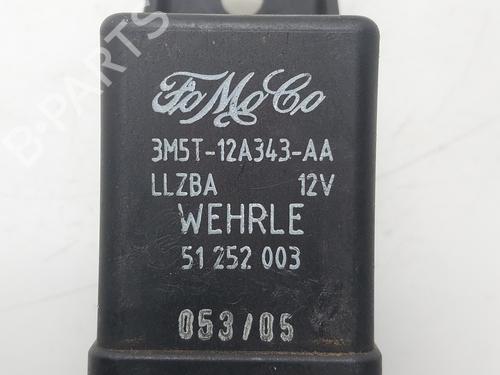 B-PARTS
FoMoCo
3M5T-12A343-AA
LLZBA 12V
WEHRLE
51 252 003
053/05